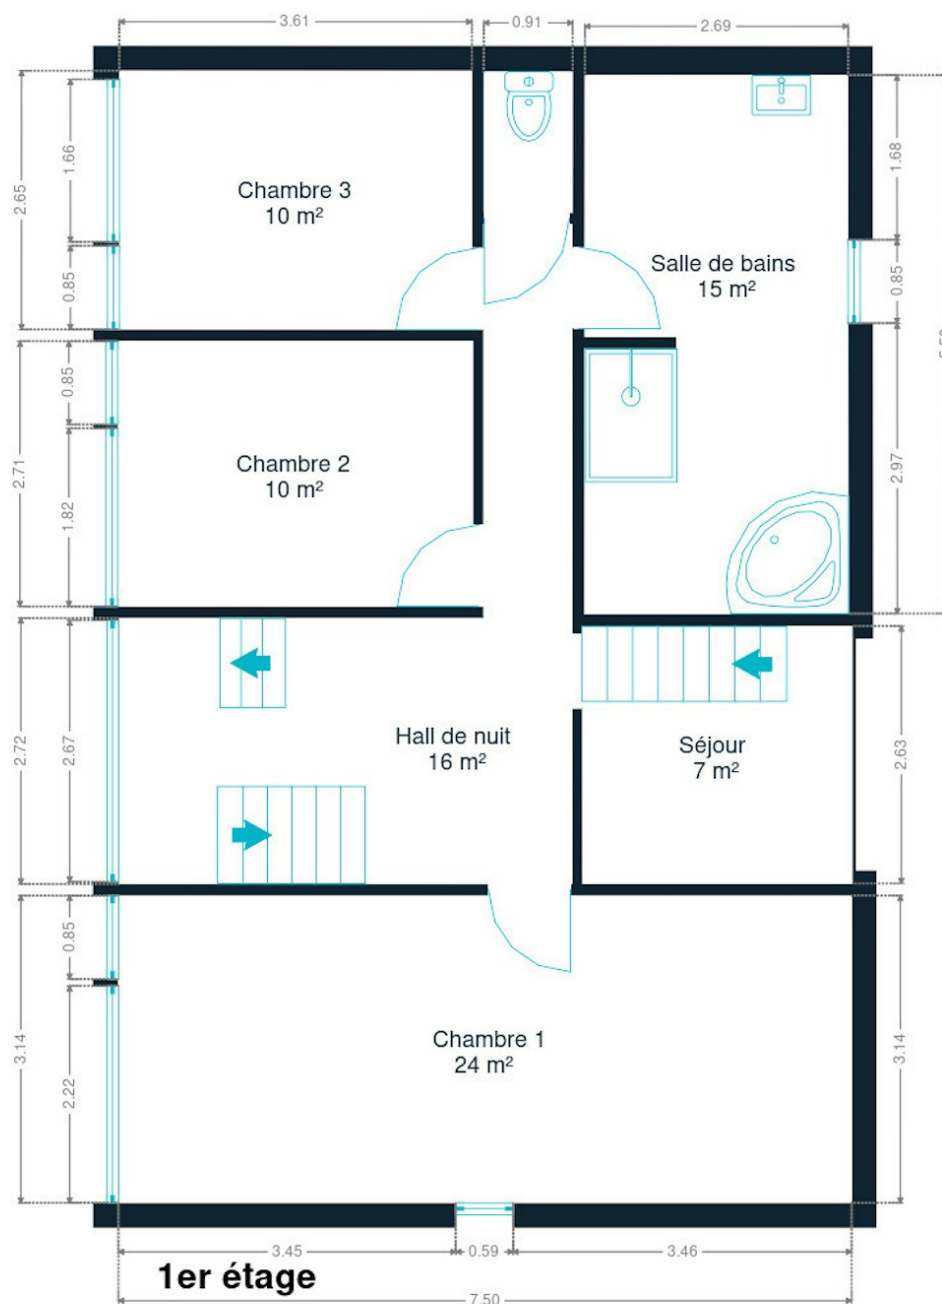 3.61
0.91
2.69
2.65
1.66
0.85
1.68
0.85
Chambre 3
10 m²
Salle de bains
15 m²
2.71
0.85
1.82
2.97
Chambre 2
10 m²
2.72
2.67
2.63
Hall de nuit
16 m²
Séjour
7 m²
3.14
0.85
2.22
3.14
Chambre 1
24 m²
3.45
0.59
3.46
1er étage
7.50